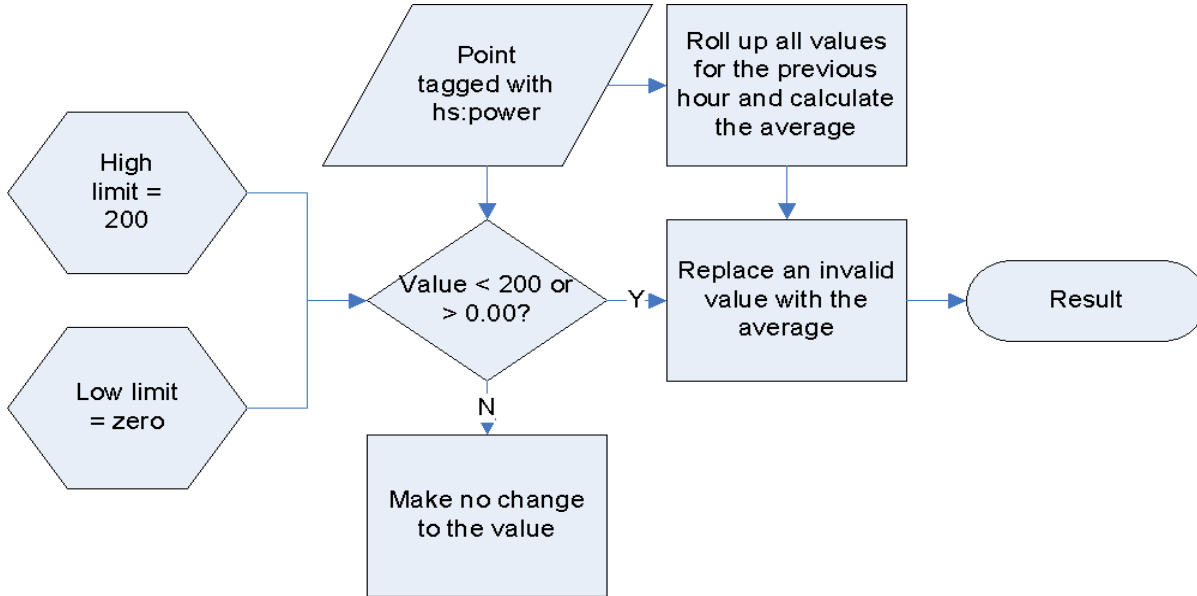 Point
tagged with
hs:power
Roll up all values
for the previous
hour and calculate
the average
High
limit =
200
Value < 200 or
> 0.00?
Y
Replace an invalid
value with the
average
Result
Low limit
= zero
N
Make no change
to the value